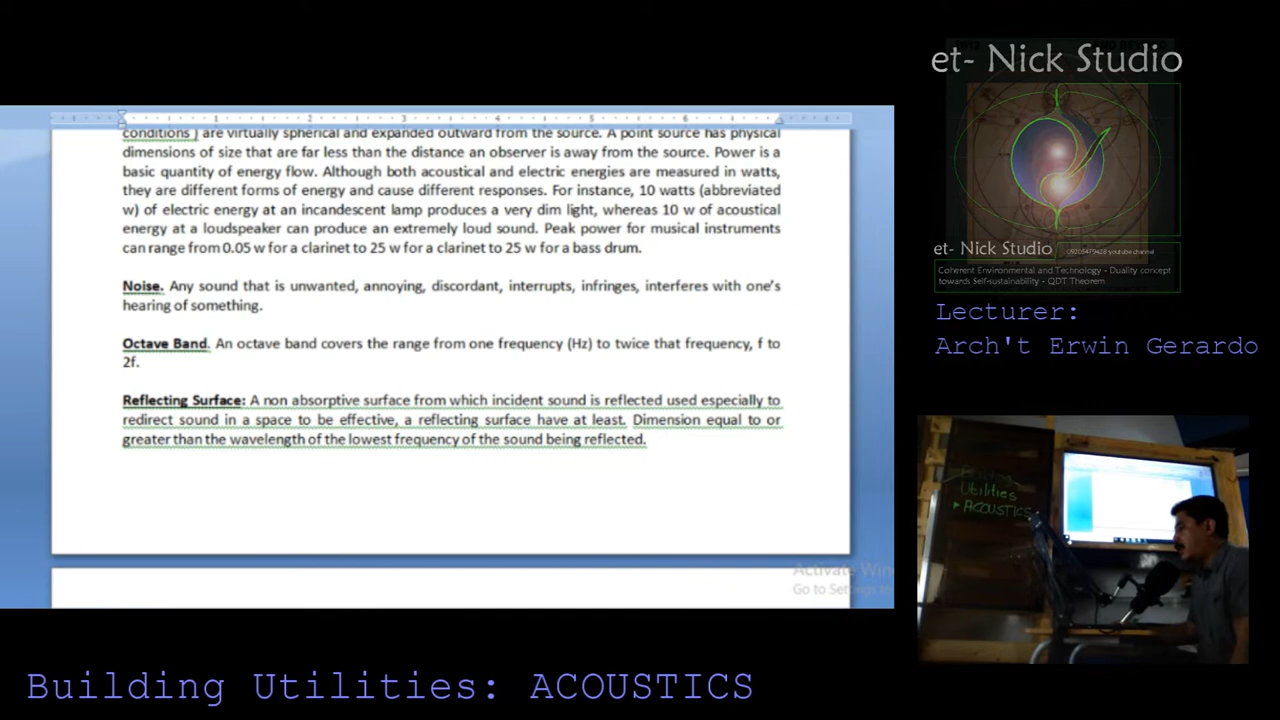 et- Nick Studio
conditions ) are virtually spherical and expanded outward from the source. A point source has physical
dimensions of size that are far less than the distance an observer is away from the source. Power is a
basic quantity of energy flow. Although both acoustical and electric energies are measured in watts,
they are different forms of energy and cause different responses. For instance, 10 watts (abbreviated
w) of electric energy at an incandescent lamp produces a very dim light, whereas 10 w of acoustical
energy at a loudspeaker can produce an extremely loud sound. Peak power for musical instruments
can range from 0.05 w for a clarinet to 25 w for a clarinet to 25 w for a bass drum.
Noise. Any sound that is unwanted, annoying, discordant, interrupts, infringes, interferes with one's
hearing of something.
Octave Band. An octave band covers the range from one frequency (Hz) to twice that frequency, f to
2f.
Reflecting Surface: A non absorptive surface from which incident sound is reflected used especially to
redirect sound in a space to be effective, a reflecting surface have at least. Dimension equal to or
greater than the wavelength of the lowest frequency of the sound being reflected.
Activate Win
Go to Settings to
et- Nick Studio
09205479428 youtube channel
Coherent Environmental and Technology - Duality concept
towards Self-sustainability - QDT Theorem
Lecturer:
Arch't Erwin Gerardo
Utilities
ACOUSTICS
Building Utilities: ACOUSTICS